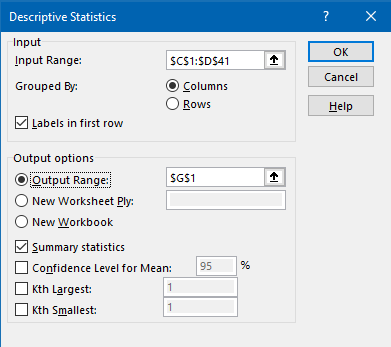 Descriptive Statistics ? ×
Input
Input Range: $C$1:$D$41
Grouped By: Columns
Rows
Labels in first row
OK
Cancel
Help
Output options
Output Range: $G$1
New Worksheet Ply:
New Workbook
Summary statistics
Confidence Level for Mean: 95 %
Kth Largest: 1
Kth Smallest: 1